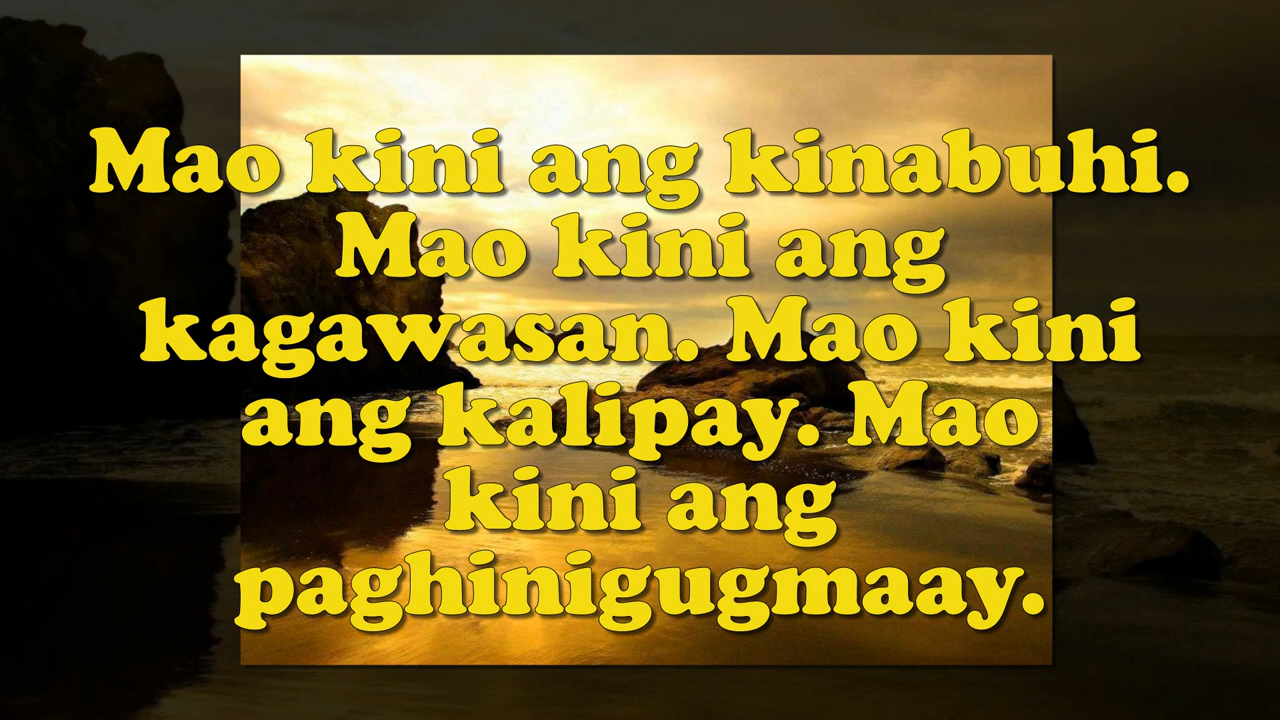 Mao kini ang kinabuhi.
Mao kini ang
kagawasan. Mao kini
ang kalipay. Mao
kini ang
paghinigugmaay.